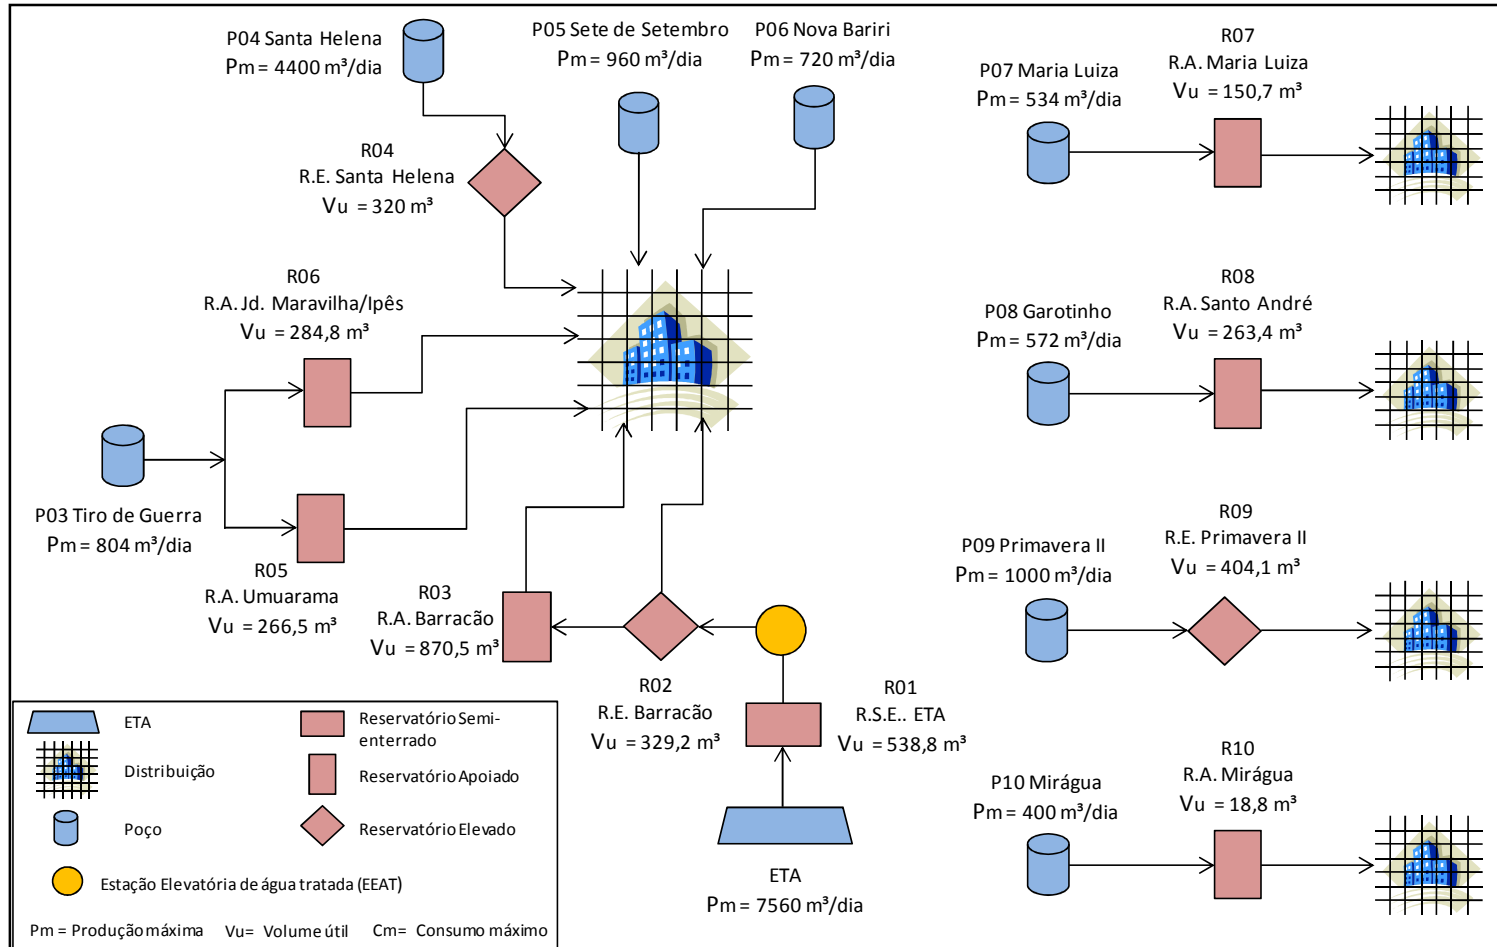 P04 Santa Helena
Pm = 4400 m³/dia
P05 Sete de Setembro
Pm = 960 m³/dia
P06 Nova Bariri
Pm = 720 m³/dia
R04
R.E. Santa Helena
Vu = 320 m³
R06
R.A. Jd. Maravilha/Ipês
Vu = 284,8 m³
P03 Tiro de Guerra
Pm = 804 m³/dia
R05
R.A. Umuarama
Vu = 266,5 m³
R03
R.A. Barracão
Vu = 870,5 m³
R02
R.E. Barracão
Vu = 329,2 m³
R01
R.S.E.. ETA
Vu = 538,8 m³
ETA
Pm = 7560 m³/dia
P07 Maria Luiza
Pm = 534 m³/dia
R07
R.A. Maria Luiza
Vu = 150,7 m³
P08 Garotinho
Pm = 572 m³/dia
R08
R.A. Santo André
Vu = 263,4 m³
P09 Primavera II
Pm = 1000 m³/dia
R09
R.E. Primavera II
Vu = 404,1 m³
P10 Mirágua
Pm = 400 m³/dia
R10
R.A. Mirágua
Vu = 18,8 m³
ETA
Reservatório Semi-
enterrado
Distribuição
Reservatório Apoiado
Poço
Reservatório Elevado
Estação Elevatória de água tratada (EEAT)
Pm = Produção máxima Vu= Volume útil Cm= Consumo máximo